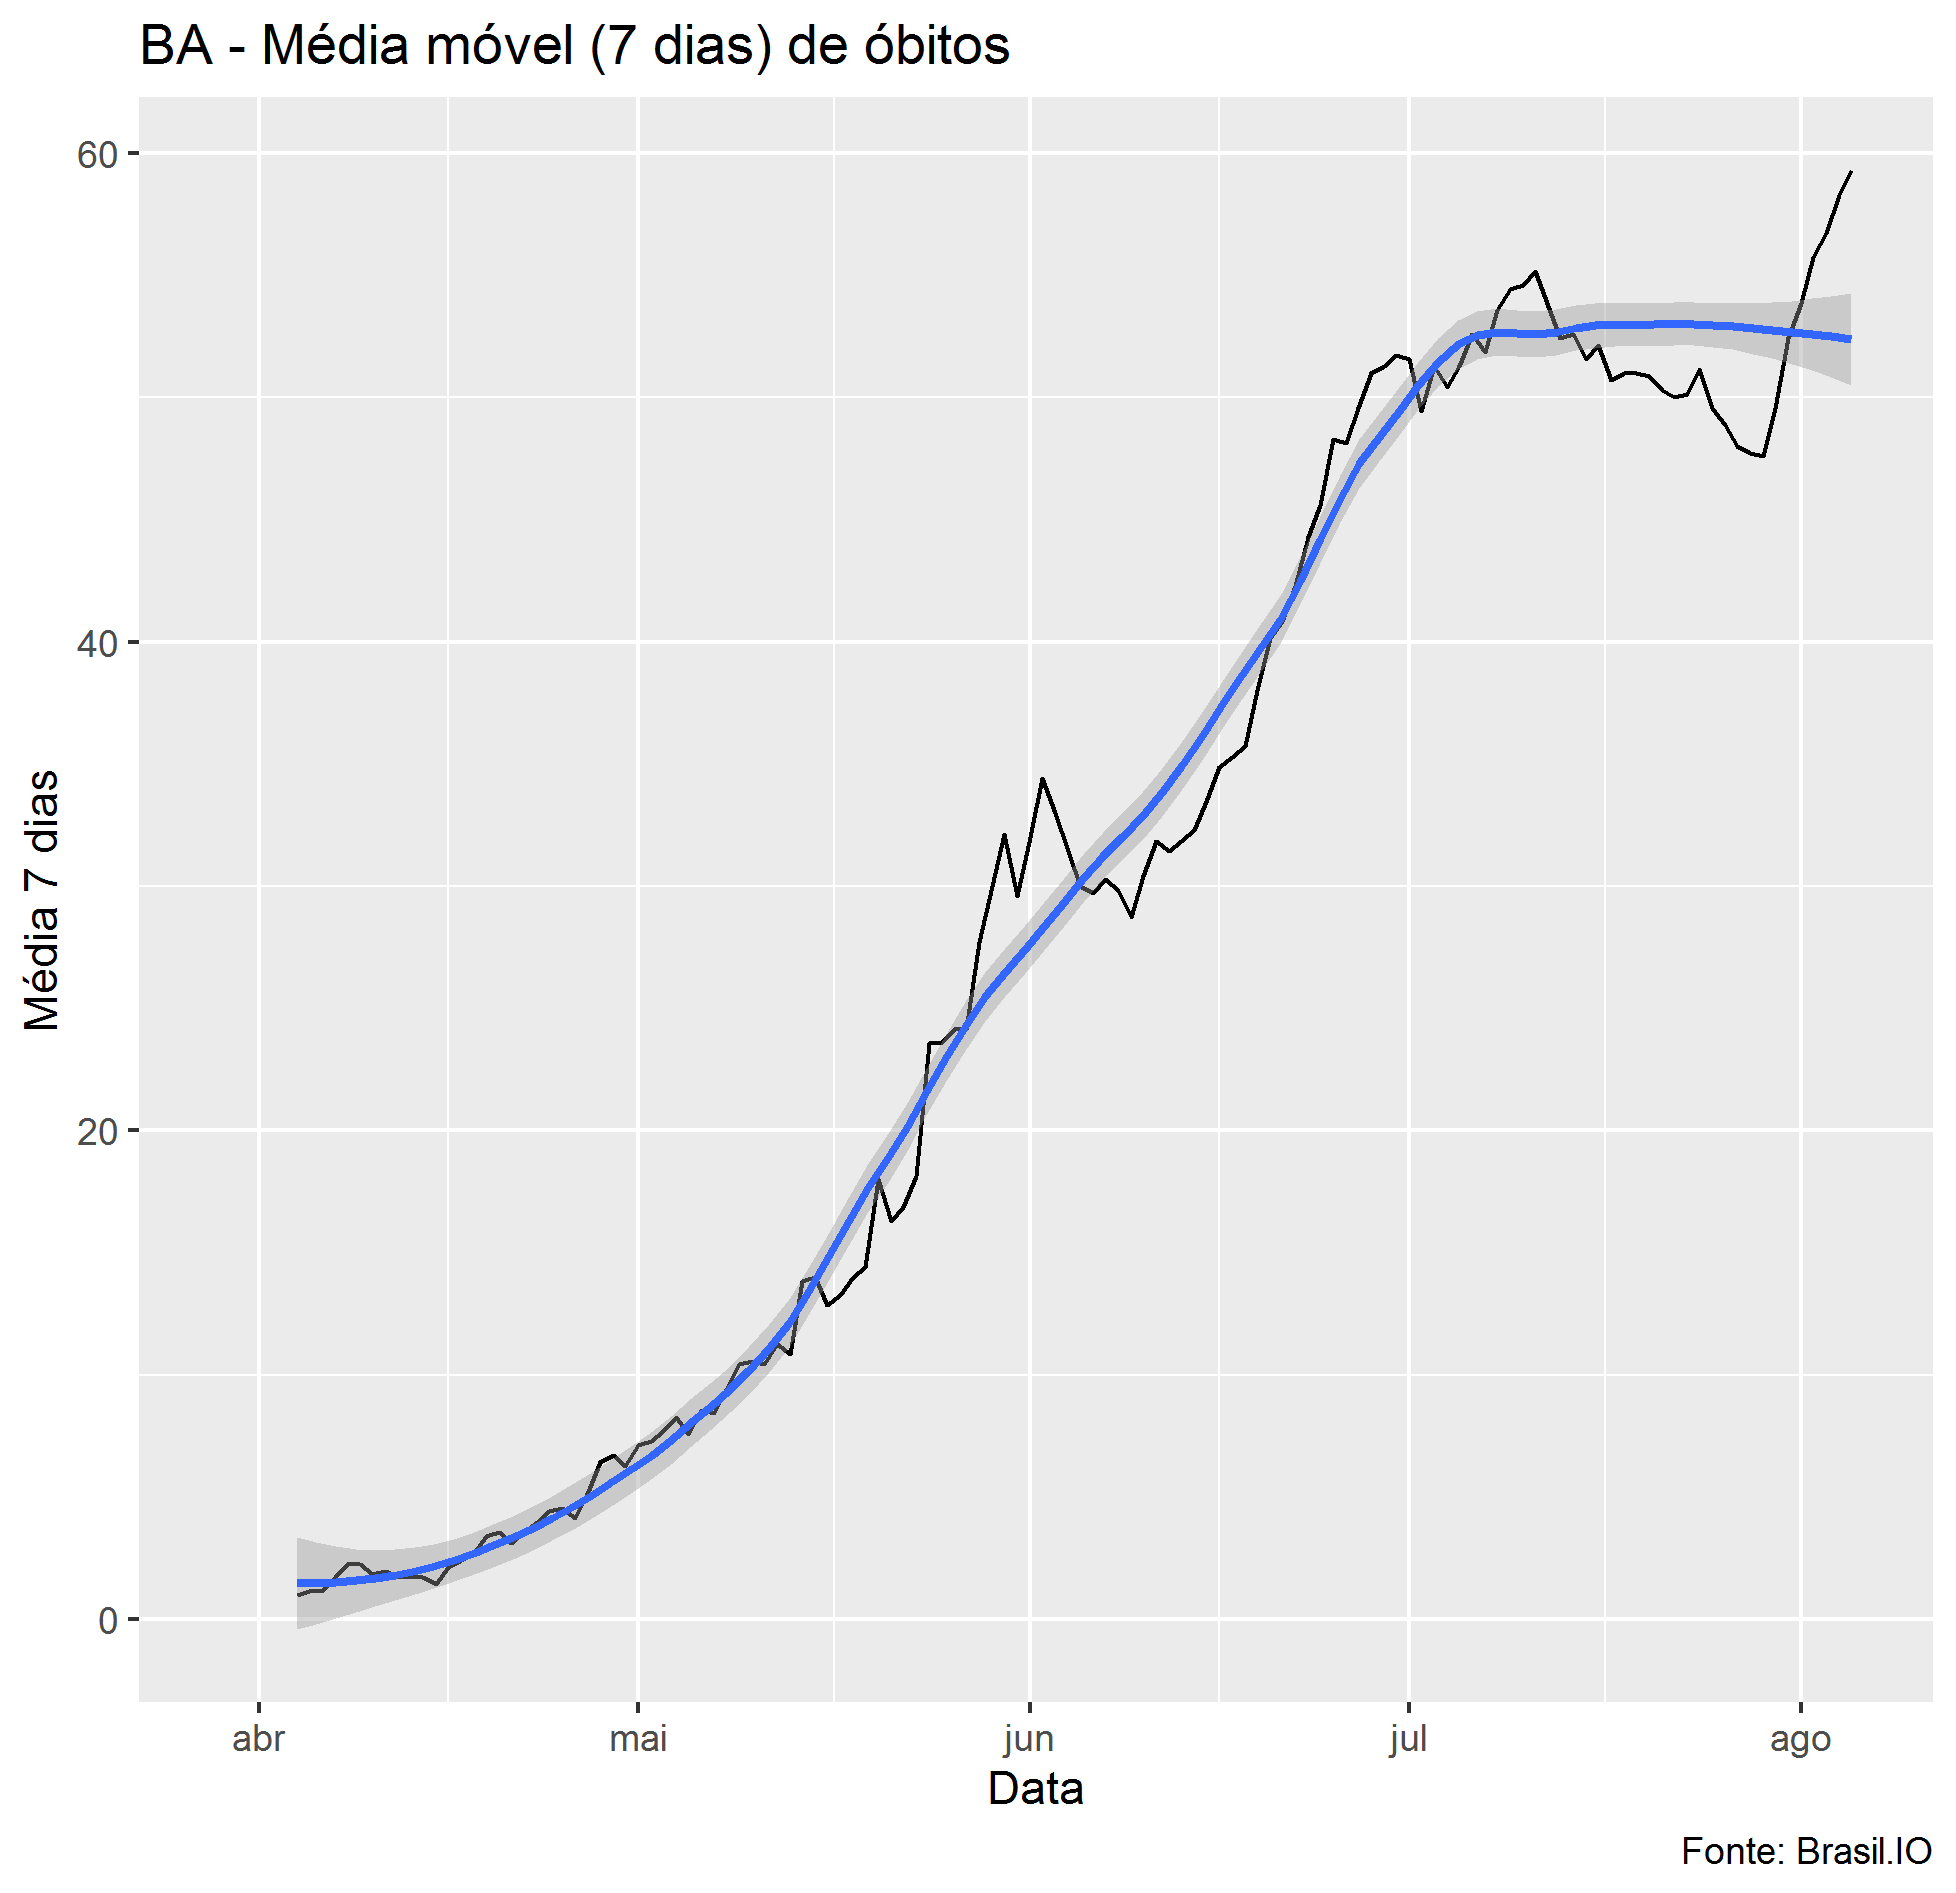 BA - Média móvel (7 dias) de óbitos
60
40
20
0
Média 7 dias
abr mai jun jul ago
Data
Fonte: Brasil.IO